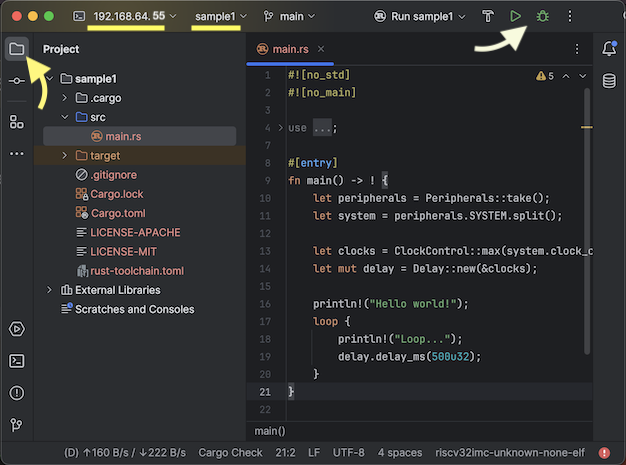 192.168.64.55
sample1
main
Run sample1
Project
sample1
.cargo
src
main.rs
target
.gitignore
Cargo.lock
Cargo.toml
LICENSE-APACHE
LICENSE-MIT
rust-toolchain.toml
External Libraries
Scratches and Consoles
main.rs
5
1 #![no_std]
2 #![no_main]
3
4 use ...;
7
8 #[entry]
9 fn main() -> ! {
10 let peripherals = Peripherals::take();
11 let system = peripherals.SYSTEM.split();
12
13 let clocks = ClockControl::max(system.clock_c
14 let mut delay = Delay::new(&clocks);
15
16 println!("Hello world!");
17 loop {
18 println!("Loop...");
19 delay.delay_ms(500u32);
20 }
21 }
22
main()
(D) ↑160 B/s / ↓222 B/s Cargo Check 21:2 LF UTF-8 4 spaces riscv32imc-unknown-none-elf